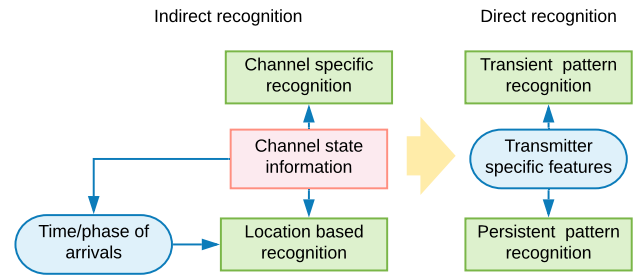 Indirect recognition
Direct recognition
Channel specific
recognition
Transient pattern
recognition
Channel state
information
Transmitter
specific features
Time/phase of
arrivals
Location based
recognition
Persistent pattern
recognition